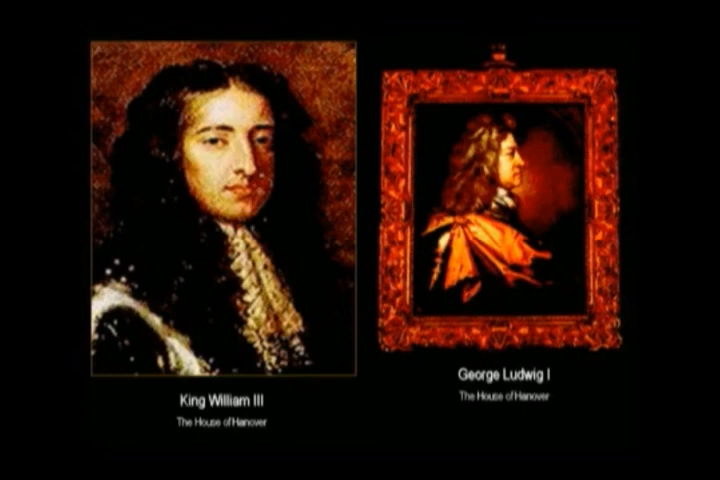 King William III
The House of Hanover
George Ludwig I
The House of Hanover